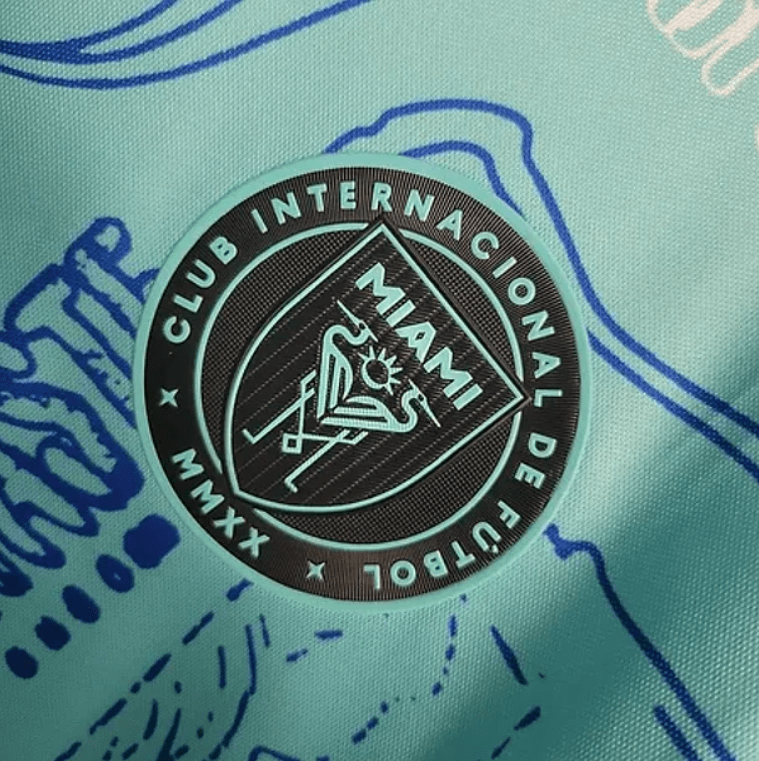 CLUB INTERNACIONAL DE FÚTBOL
MIAMI
MMXX